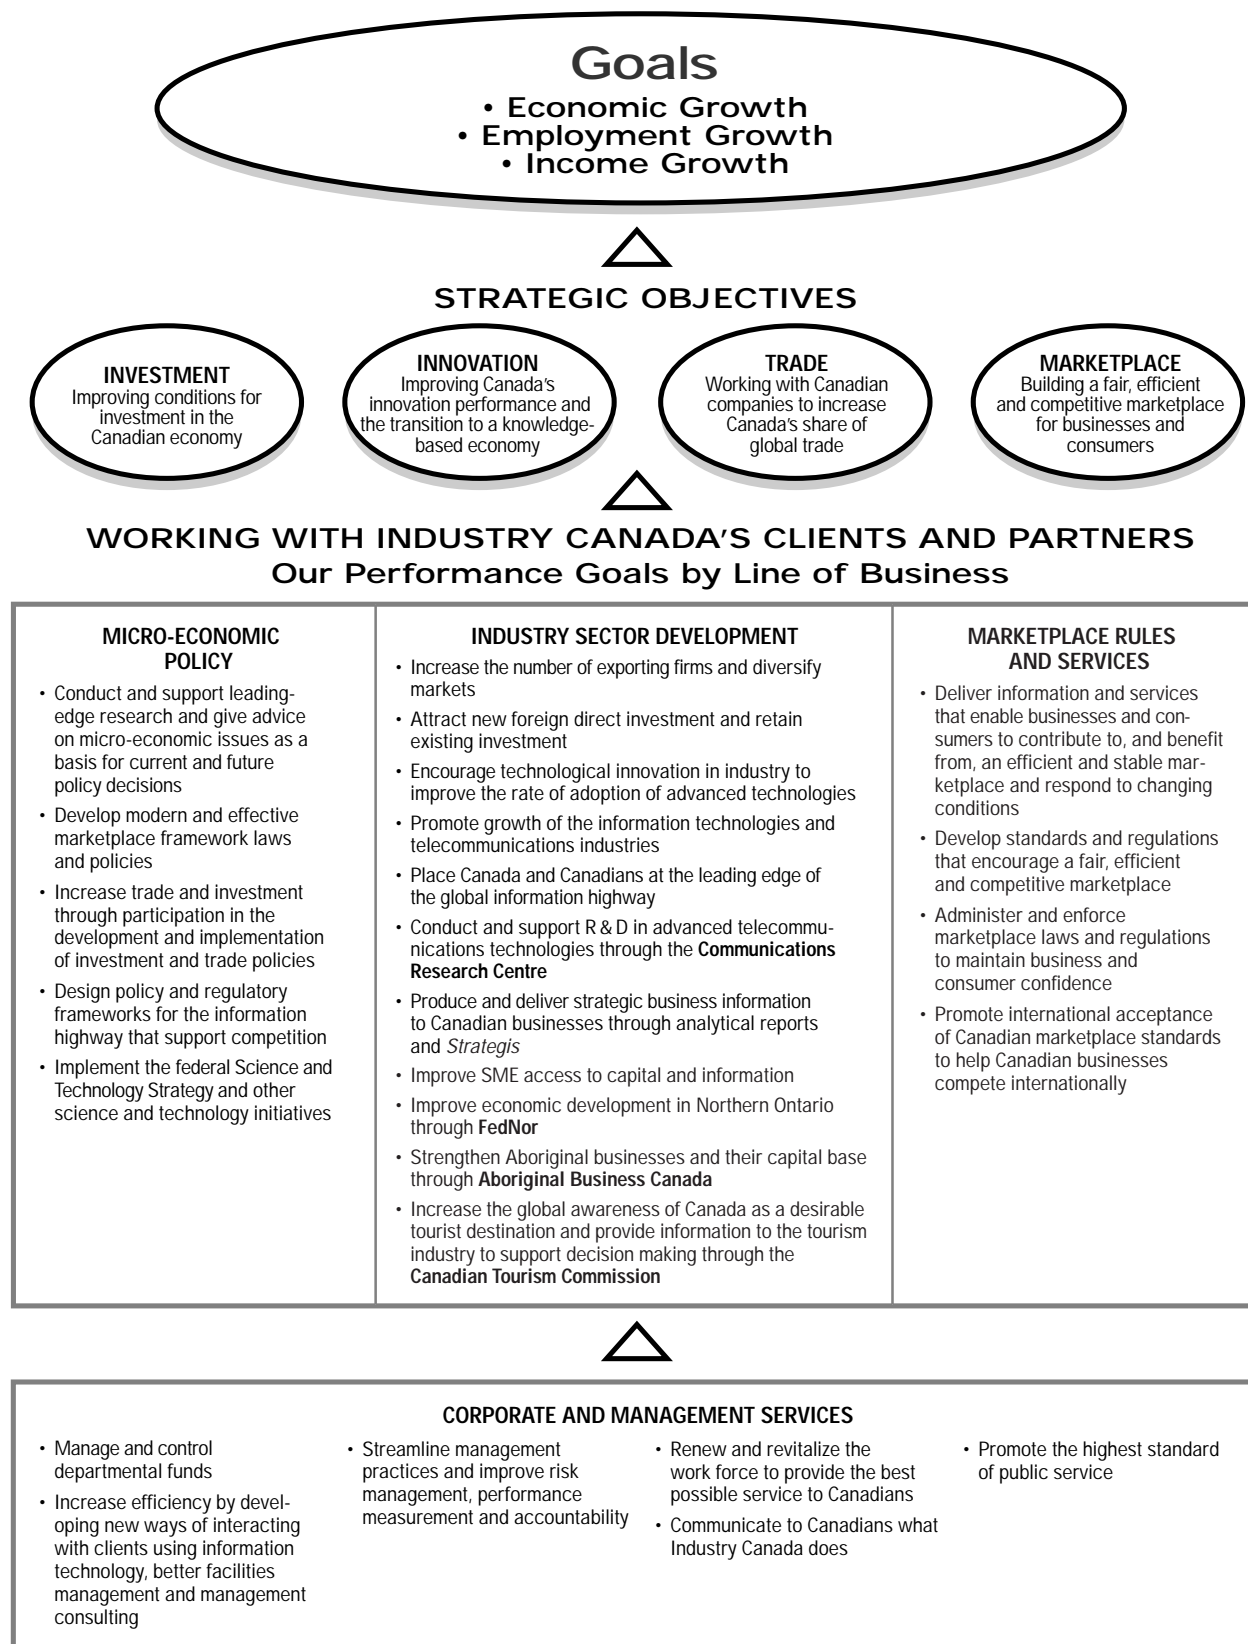 Goals
• Economic Growth
• Employment Growth
• Income Growth
STRATEGIC OBJECTIVES
INVESTMENT
Improving conditions for
investment in the
Canadian economy
INNOVATION
Improving Canada's
innovation performance and
the transition to a knowledge-
based economy
TRADE
Working with Canadian
companies to increase
Canada's share of
global trade
MARKETPLACE
Building a fair, efficient
and competitive marketplace
for businesses and
consumers
WORKING WITH INDUSTRY CANADA'S CLIENTS AND PARTNERS
Our Performance Goals by Line of Business
MICRO-ECONOMIC
POLICY
• Conduct and support leading-
edge research and give advice
on micro-economic issues as a
basis for current and future
policy decisions
• Develop modern and effective
marketplace framework laws
and policies
• Increase trade and investment
through participation in the
development and implementation
of investment and trade policies
• Design policy and regulatory
frameworks for the information
highway that support competition
• Implement the federal Science and
Technology Strategy and other
science and technology initiatives
INDUSTRY SECTOR DEVELOPMENT
• Increase the number of exporting firms and diversify
markets
• Attract new foreign direct investment and retain
existing investment
• Encourage technological innovation in industry to
improve the rate of adoption of advanced technologies
• Promote growth of the information technologies and
telecommunications industries
• Place Canada and Canadians at the leading edge of
the global information highway
• Conduct and support R & D in advanced telecommu-
nications technologies through the Communications
Research Centre
• Produce and deliver strategic business information
to Canadian businesses through analytical reports
and Strategis
• Improve SME access to capital and information
• Improve economic development in Northern Ontario
through FedNor
• Strengthen Aboriginal businesses and their capital base
through Aboriginal Business Canada
• Increase the global awareness of Canada as a desirable
tourist destination and provide information to the tourism
industry to support decision making through the
Canadian Tourism Commission
MARKETPLACE RULES
AND SERVICES
• Deliver information and services
that enable businesses and con-
sumers to contribute to, and benefit
from, an efficient and stable mar-
ketplace and respond to changing
conditions
• Develop standards and regulations
that encourage a fair, efficient
and competitive marketplace
• Administer and enforce
marketplace laws and regulations
to maintain business and
consumer confidence
• Promote international acceptance
of Canadian marketplace standards
to help Canadian businesses
compete internationally
CORPORATE AND MANAGEMENT SERVICES
• Manage and control
departmental funds
• Increase efficiency by devel-
oping new ways of interacting
with clients using information
technology, better facilities
management and management
consulting
• Streamline management
practices and improve risk
management, performance
measurement and accountability
• Renew and revitalize the
work force to provide the best
possible service to Canadians
• Communicate to Canadians what
Industry Canada does
• Promote the highest standard
of public service